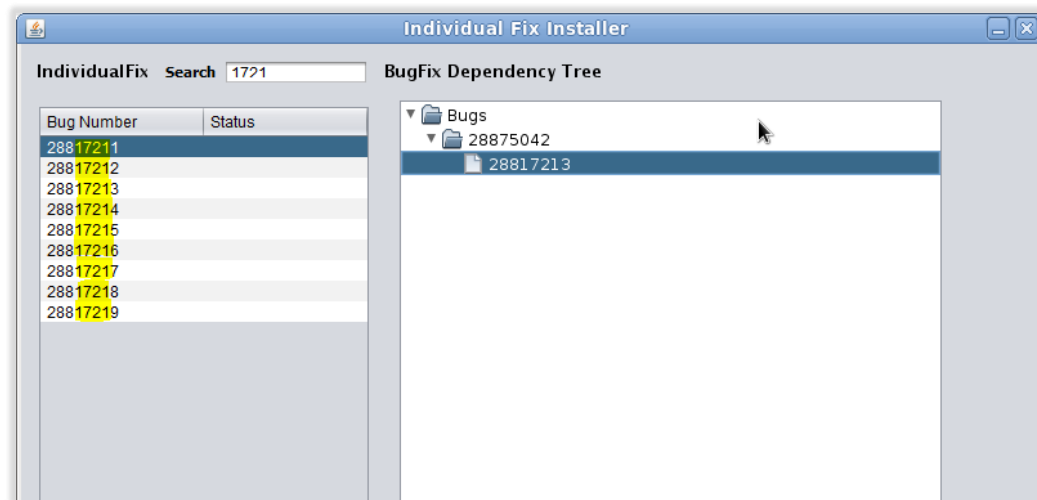 Individual Fix Installer
IndividualFix Search 1721 BugFix Dependency Tree
Bug Number Status
28817211
28817212
28817213
28817214
28817215
28817216
28817217
28817218
28817219
Bugs
28875042
28817213